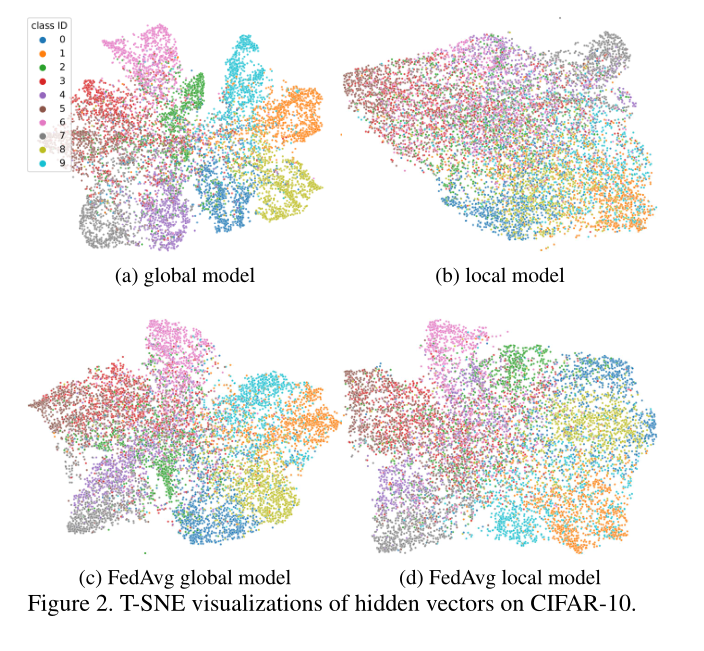 class ID
0
1
2
3
4
5
6
7
8
9
(a) global model
(b) local model
(c) FedAvg global model
(d) FedAvg local model
Figure 2. T-SNE visualizations of hidden vectors on CIFAR-10.